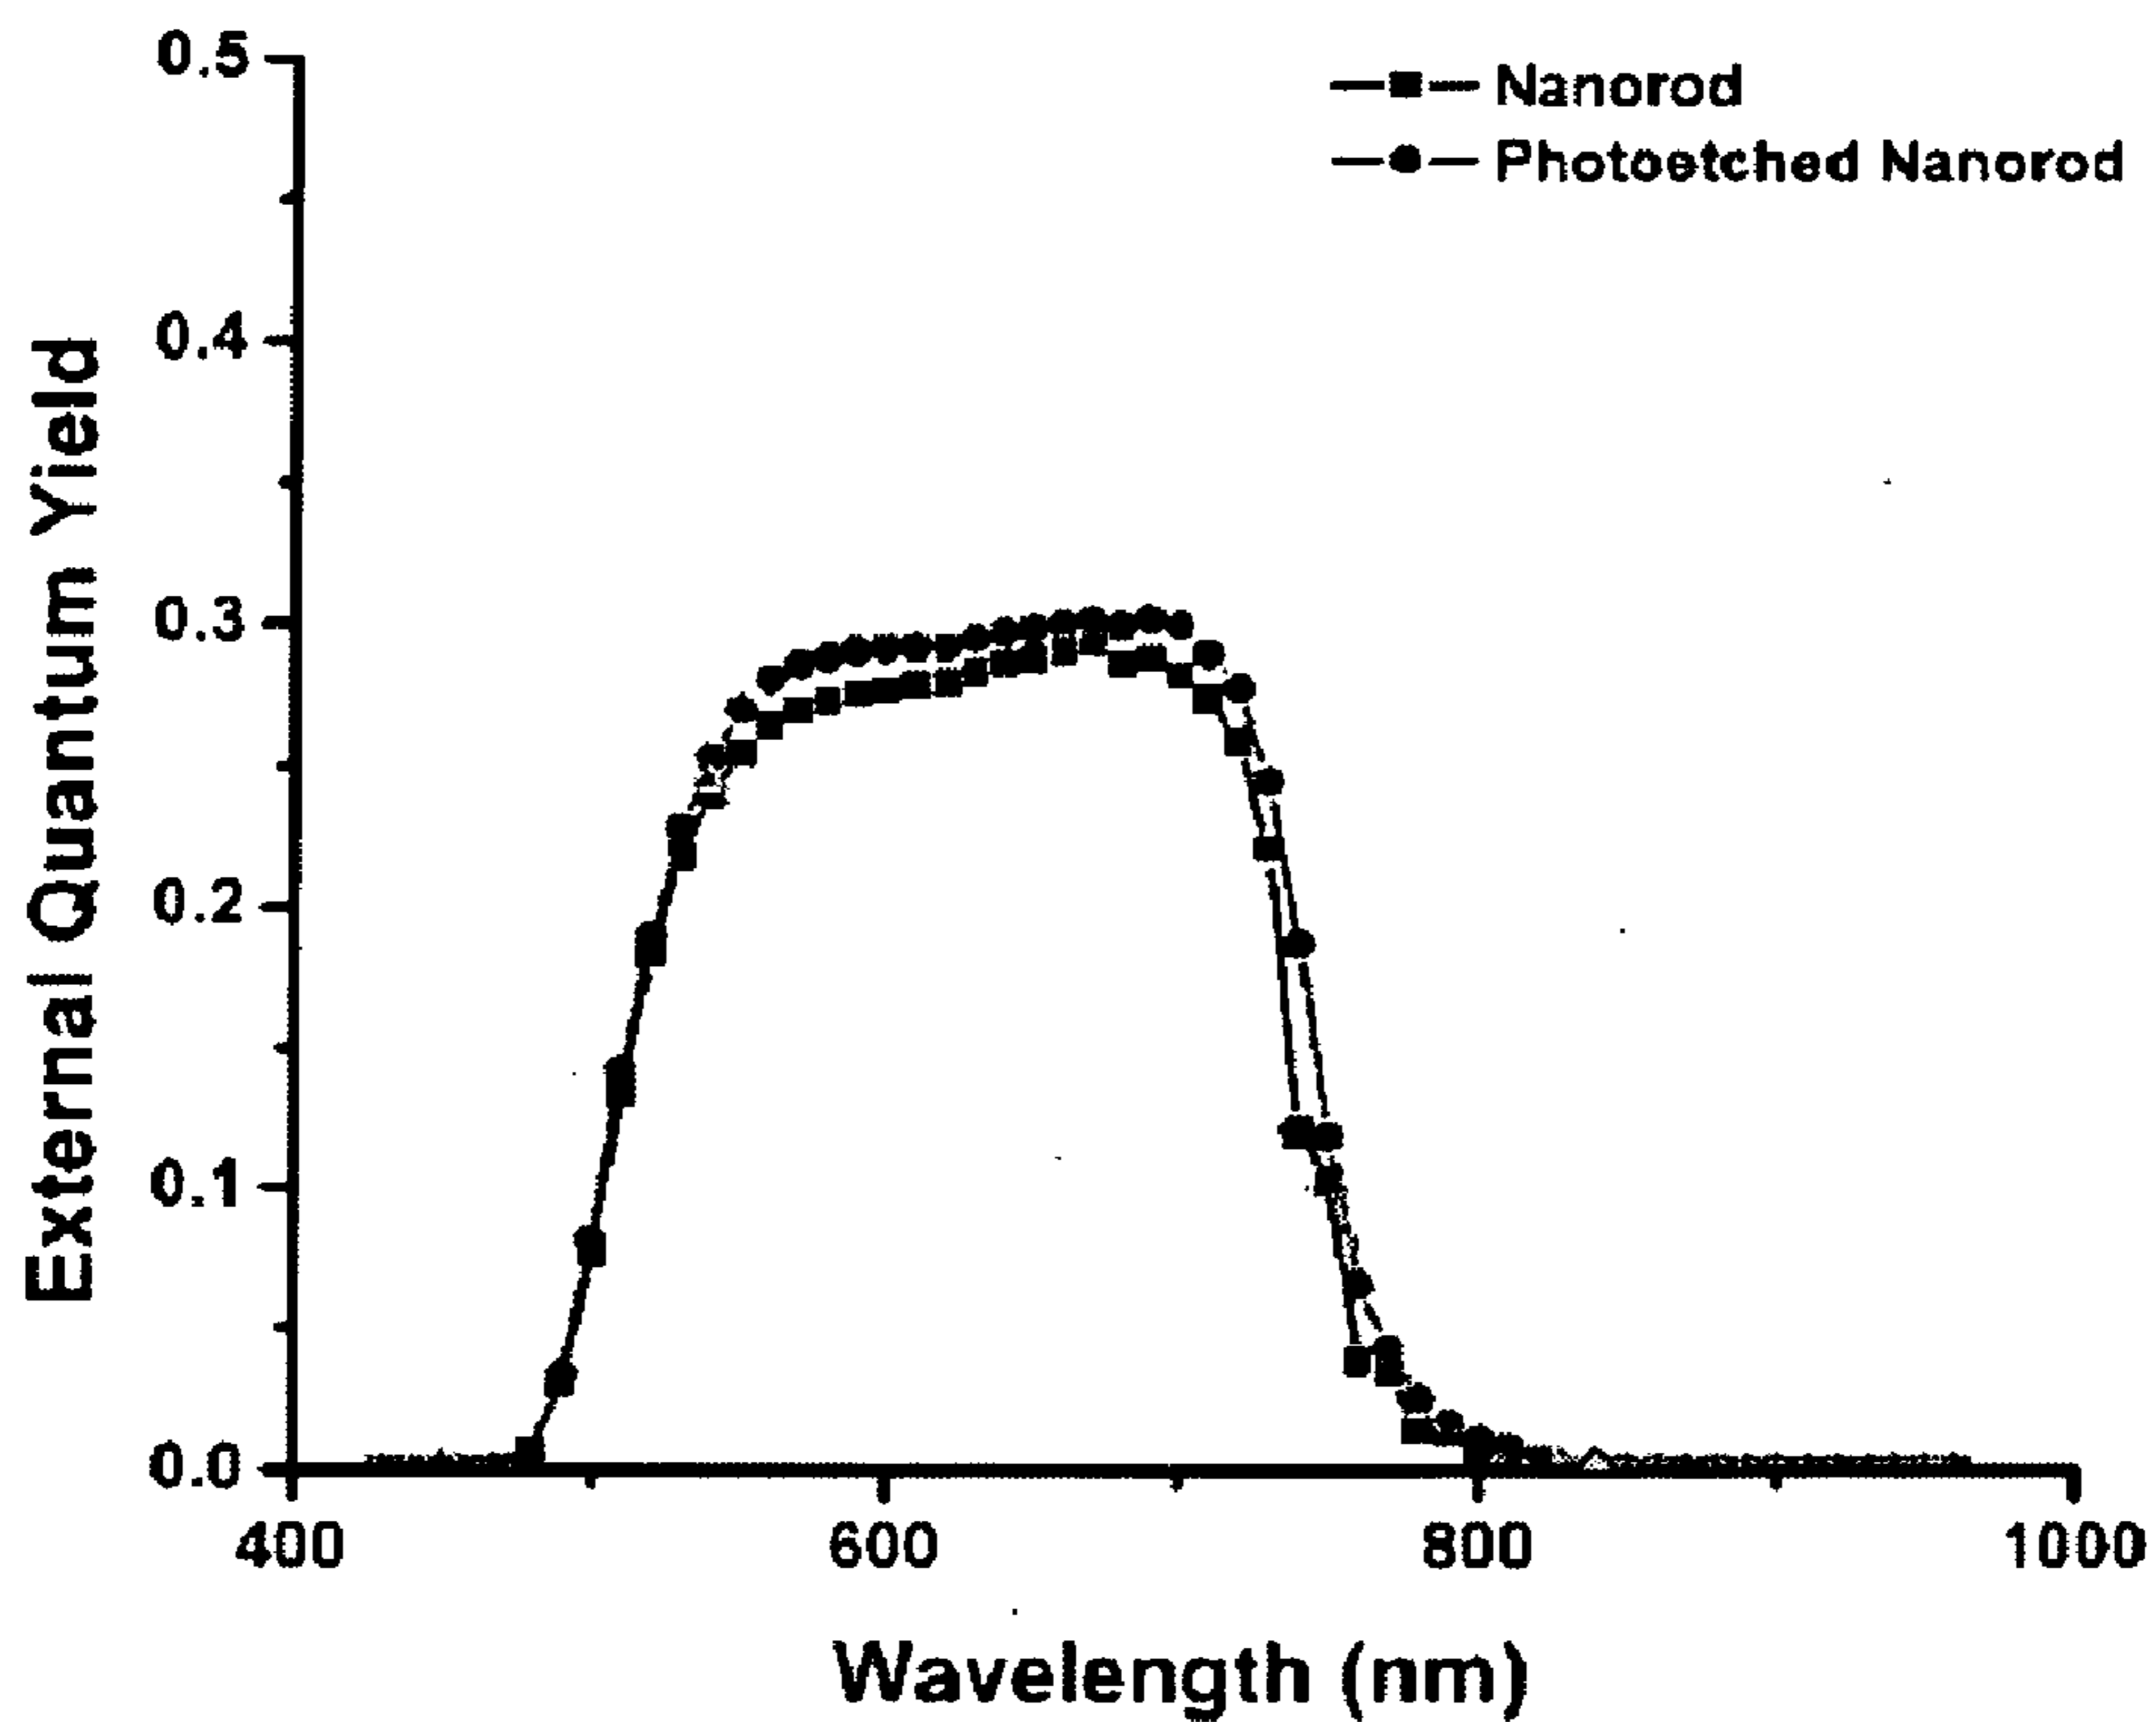 0.5
Nanorod
Photoetched Nanorod
0.4
External Quantum Yield
0.3
0.2
0.1
0.0
400 600 800 1000
Wavelength (nm)